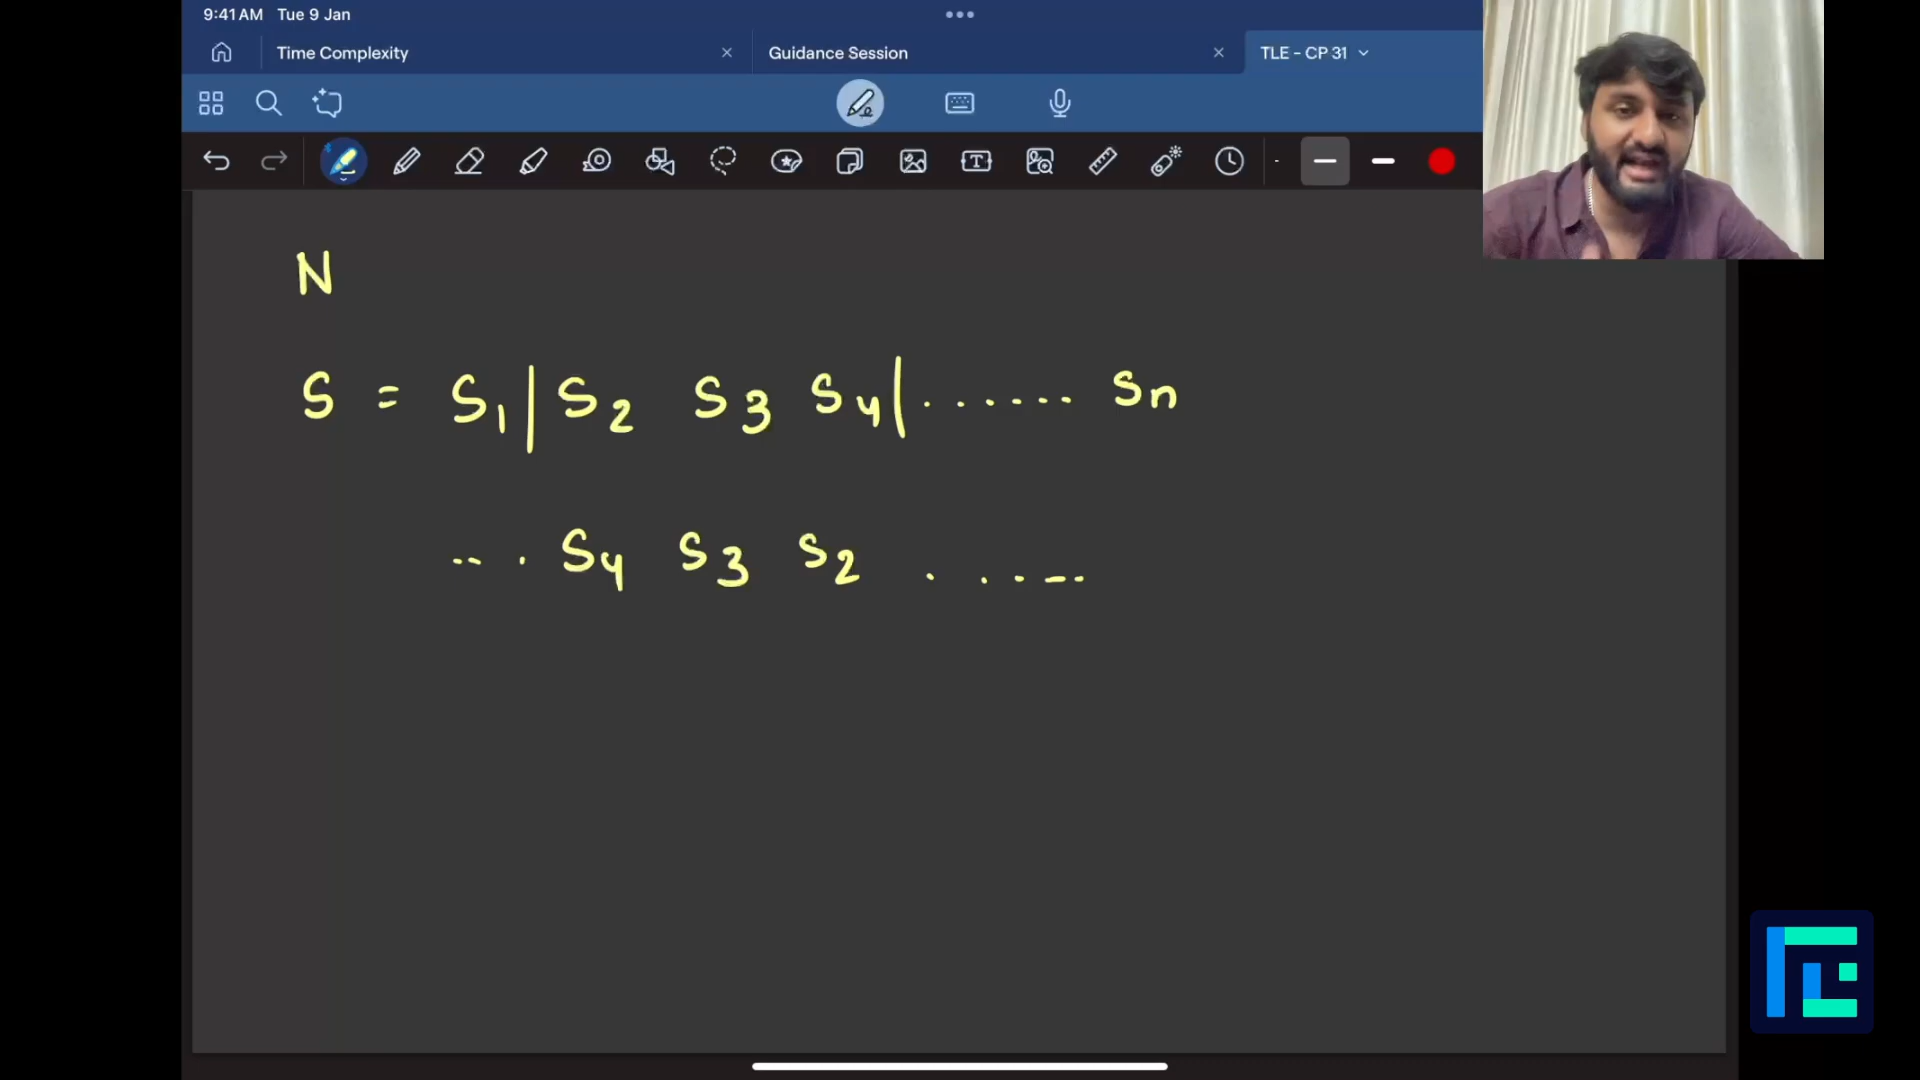 9:41 AM Tue 9 Jan
Time Complexity
Guidance Session
TLE - CP 31
N
S = S1 | S2 S3 S4 | ...... Sn
... S4 S3 S2 . .....